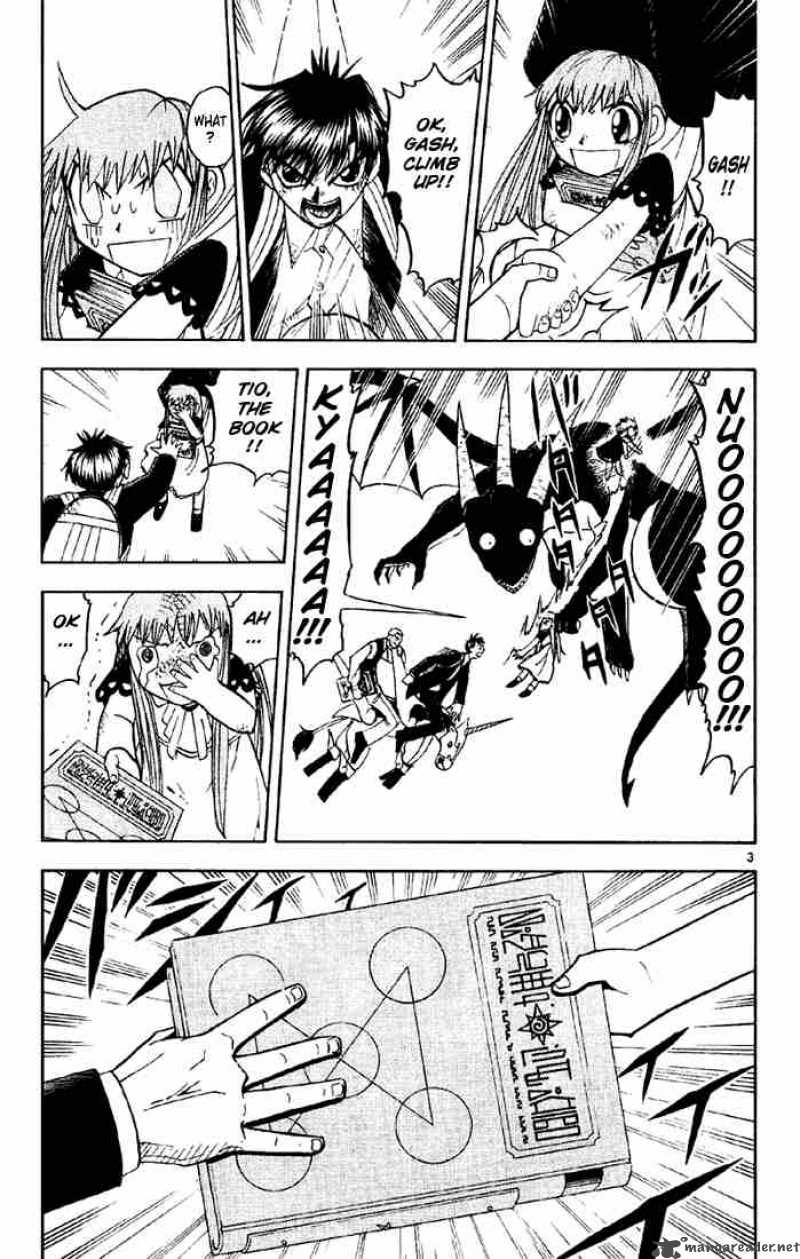 GASH
!!
OK,
GASH,
CLIMB
UP!!
WHAT
?
NUOOOOOOOOOO!!!
KYAAAAAAA!!!
TIO,
THE
BOOK
!!
AH
...
OK
...
3
mangareader.net